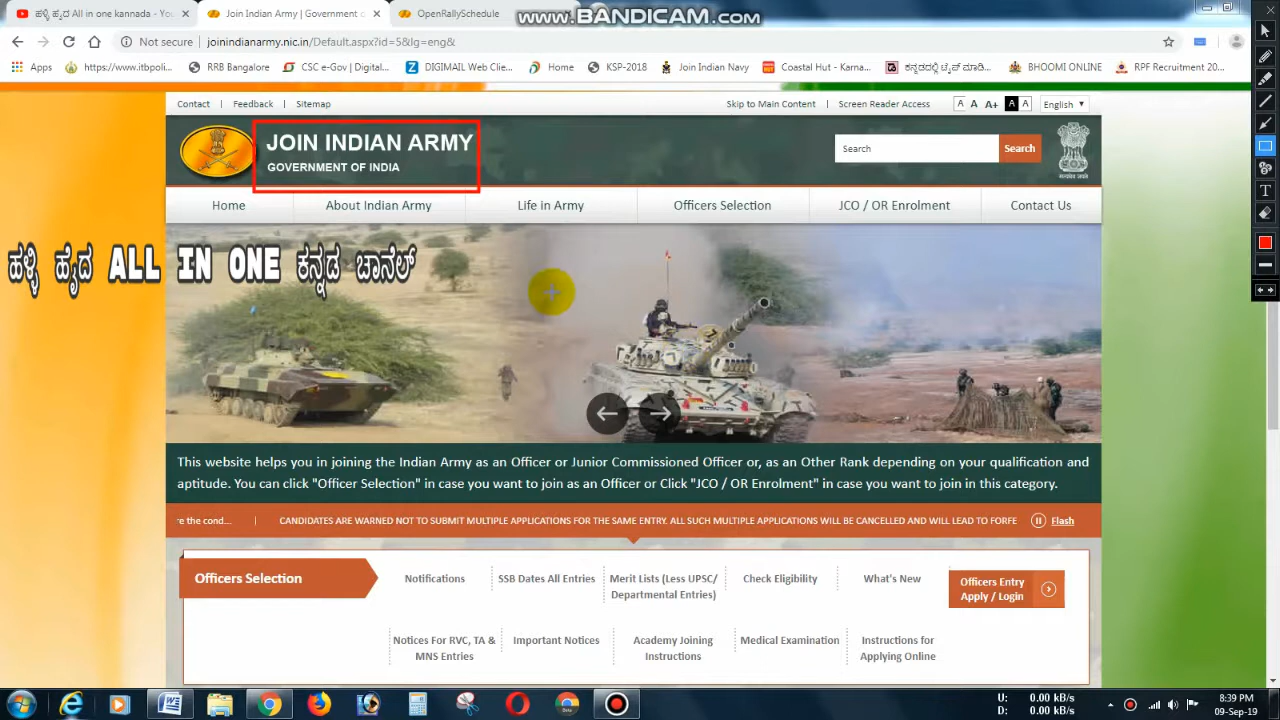 ಹಳ್ಳಿ ಹೈದ All in one kannada - You
Join Indian Army | Government o
OpenRallySchedule
www.BANDICAM.com
Not secure | joinindianarmy.nic.in/Default.aspx?id=5&lg=eng&
Apps https://www.itbpoli... RRB Bangalore CSC e-Gov | Digital... DIGIMAIL Web Clie... Home KSP-2018 Join Indian Navy Coastal Hut - Karna... ಕನ್ನಡದಲ್ಲಿ ಟೈಪ್ ಮಾಡಿ... BHOOMI ONLINE RPF Recruitment 20...
Contact | Feedback | Sitemap
Skip to Main Content | Screen Reader Access A A A+ A A English
JOIN INDIAN ARMY
GOVERNMENT OF INDIA
Search Search
Home About Indian Army Life in Army Officers Selection JCO / OR Enrolment Contact Us
ಹಳ್ಳಿ ಹೈದ ALL IN ONE ಕನ್ನಡ ಚಾನೆಲ್
This website helps you in joining the Indian Army as an Officer or Junior Commissioned Officer or, as an Other Rank depending on your qualification and
aptitude. You can click "Officer Selection" in case you want to join as an Officer or Click "JCO / OR Enrolment" in case you want to join in this category.
re the cond... | CANDIDATES ARE WARNED NOT TO SUBMIT MULTIPLE APPLICATIONS FOR THE SAME ENTRY. ALL SUCH MULTIPLE APPLICATIONS WILL BE CANCELLED AND WILL LEAD TO FORFE Flash
Officers Selection
Notifications
SSB Dates All Entries
Merit Lists (Less UPSC/
Departmental Entries)
Check Eligibility
What's New
Officers Entry
Apply / Login
Notices For RVC, TA &
MNS Entries
Important Notices
Academy Joining
Instructions
Medical Examination
Instructions for
Applying Online
U: 0.00 kB/s
D: 0.00 kB/s
8:39 PM
09-Sep-19